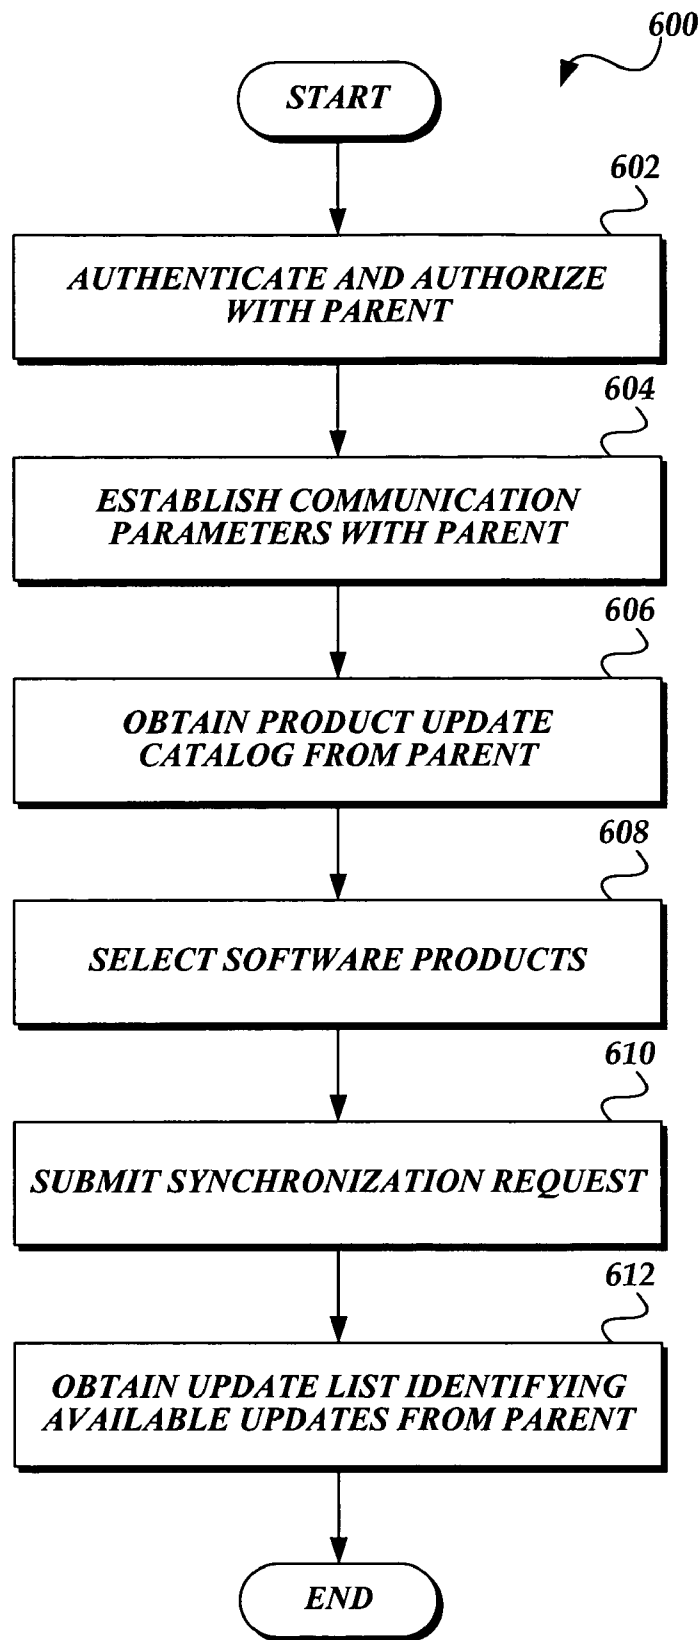 600
START
602
AUTHENTICATE AND AUTHORIZE
WITH PARENT
604
ESTABLISH COMMUNICATION
PARAMETERS WITH PARENT
606
OBTAIN PRODUCT UPDATE
CATALOG FROM PARENT
608
SELECT SOFTWARE PRODUCTS
610
SUBMIT SYNCHRONIZATION REQUEST
612
OBTAIN UPDATE LIST IDENTIFYING
AVAILABLE UPDATES FROM PARENT
END